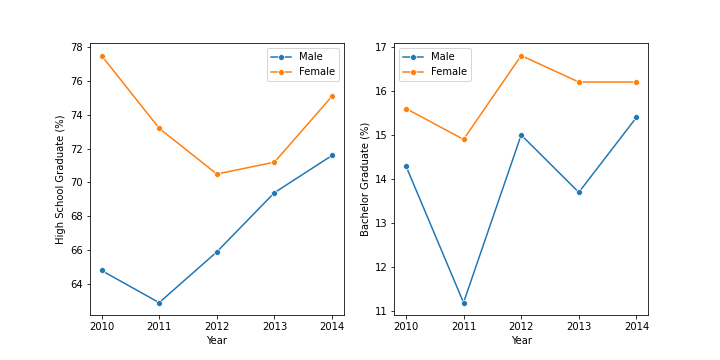 78
76
74
72
70
68
66
64
High School Graduate (%)
Male
Female
2010 2011 2012 2013 2014
Year
17
16
15
14
13
12
11
Bachelor Graduate (%)
Male
Female
2010 2011 2012 2013 2014
Year